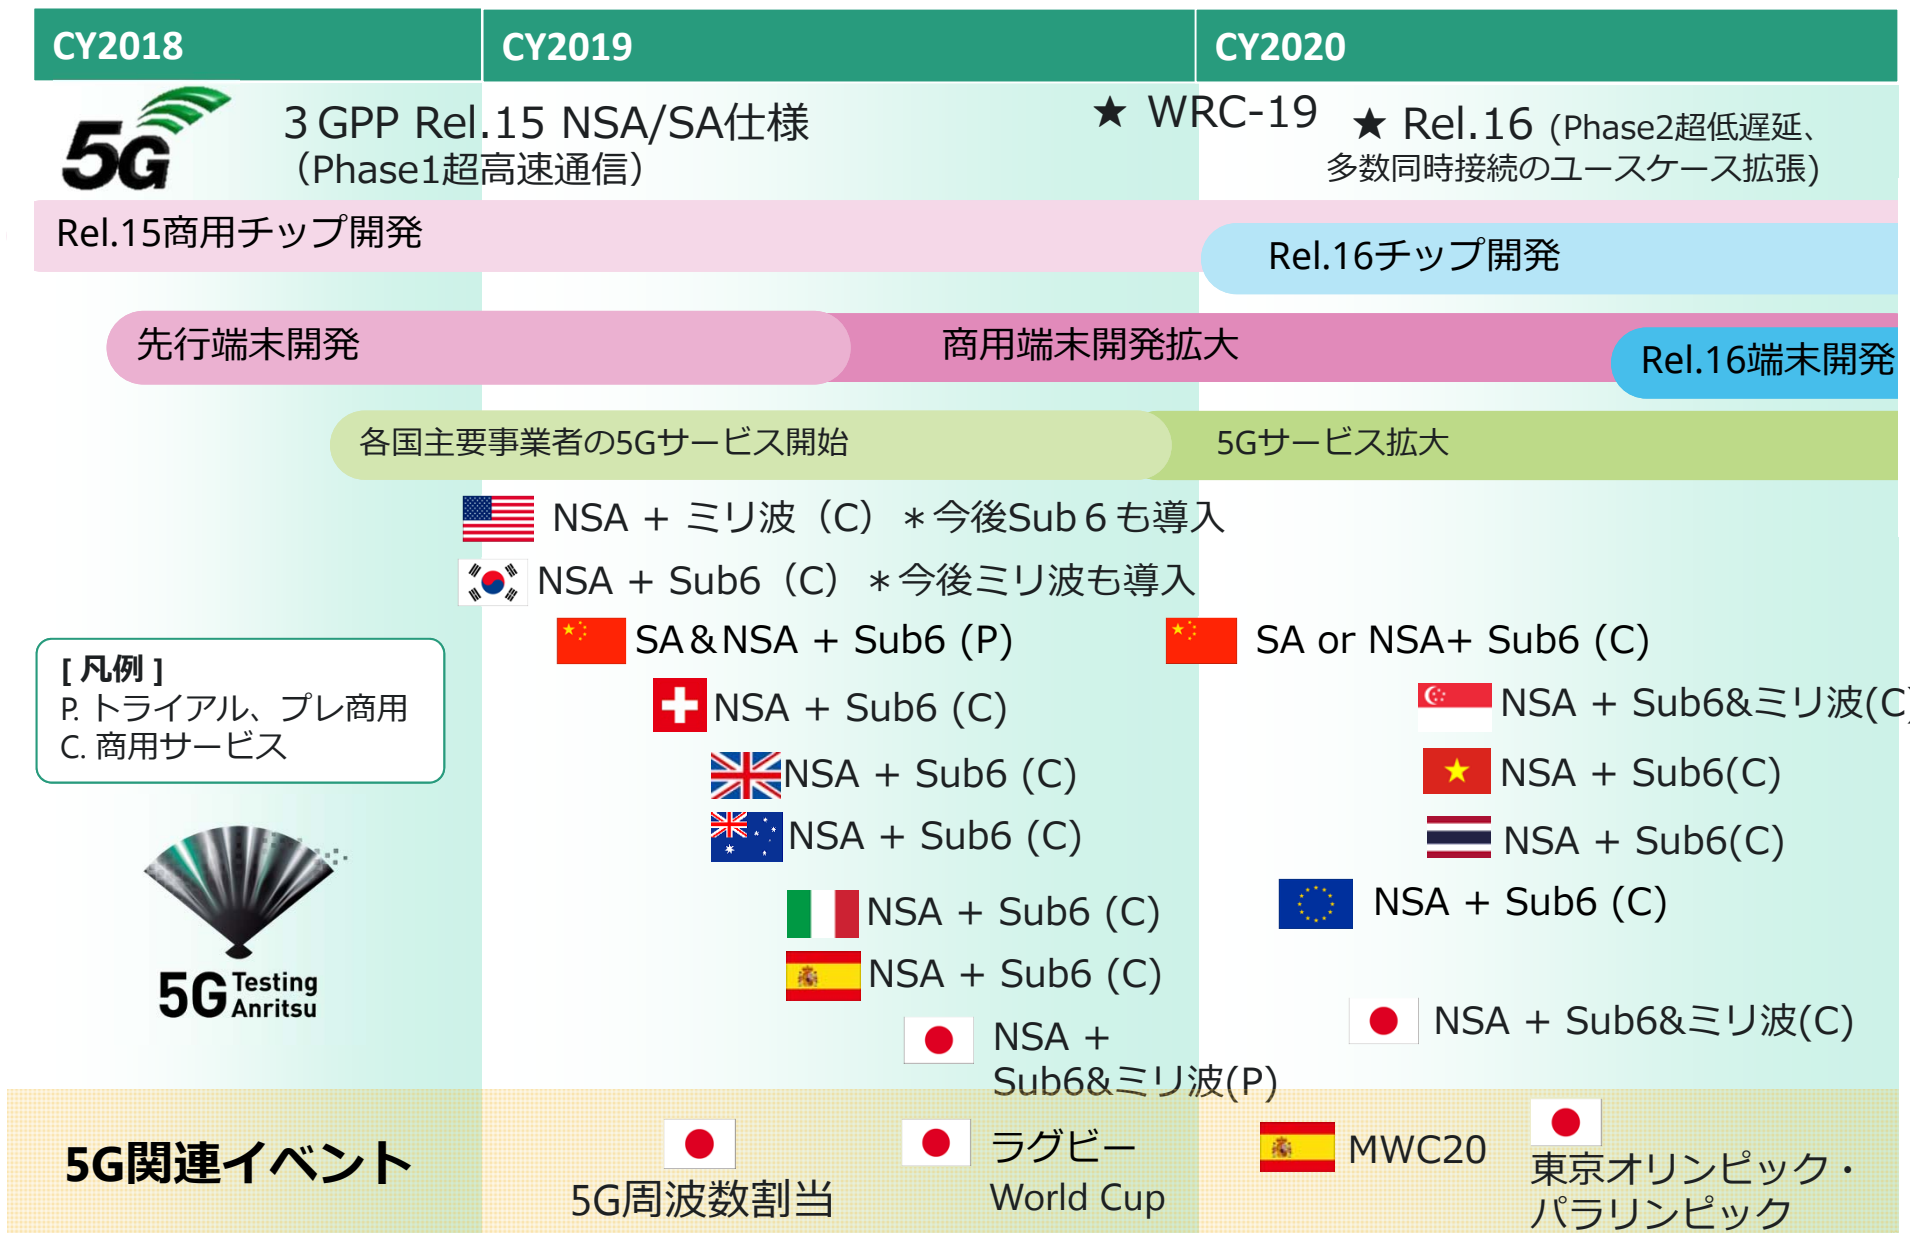 CY2018
CY2019
CY2020
5G
3GPP Rel.15 NSA/SA仕様
（Phase1超高速通信）
★ WRC-19
★ Rel.16 (Phase2超低遅延、
多数同時接続のユースケース拡張)
Rel.15商用チップ開発
Rel.16チップ開発
先行端末開発
商用端末開発拡大
Rel.16端末開発
各国主要事業者の5Gサービス開始
5Gサービス拡大
NSA + ミリ波（C）＊今後Sub６も導入
NSA + Sub6（C）＊今後ミリ波も導入
SA＆NSA + Sub6 (P)
SA or NSA+ Sub6 (C)
[ 凡例 ]
P. トライアル、プレ商用
C. 商用サービス
NSA + Sub6 (C)
NSA + Sub6&ミリ波(C)
NSA + Sub6 (C)
NSA + Sub6(C)
NSA + Sub6 (C)
NSA + Sub6(C)
NSA + Sub6 (C)
NSA + Sub6 (C)
NSA + Sub6 (C)
5G Testing
Anritsu
NSA +
Sub6&ミリ波(P)
NSA + Sub6&ミリ波(C)
5G関連イベント
5G周波数割当
ラグビー
World Cup
MWC20
東京オリンピック・
パラリンピック